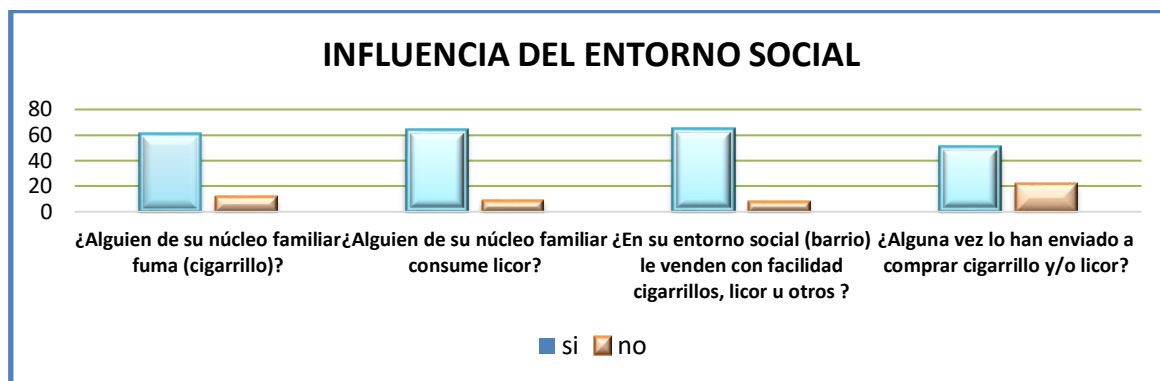 INFLUENCIA DEL ENTORNO SOCIAL
80
60
40
20
0
¿Alguien de su núcleo familiar
fuma (cigarrillo)?
¿Alguien de su núcleo familiar
consume licor?
¿En su entorno social (barrio)
le venden con facilidad
cigarrillos, licor u otros ?
¿Alguna vez lo han enviado a
comprar cigarrillo y/o licor?
si no